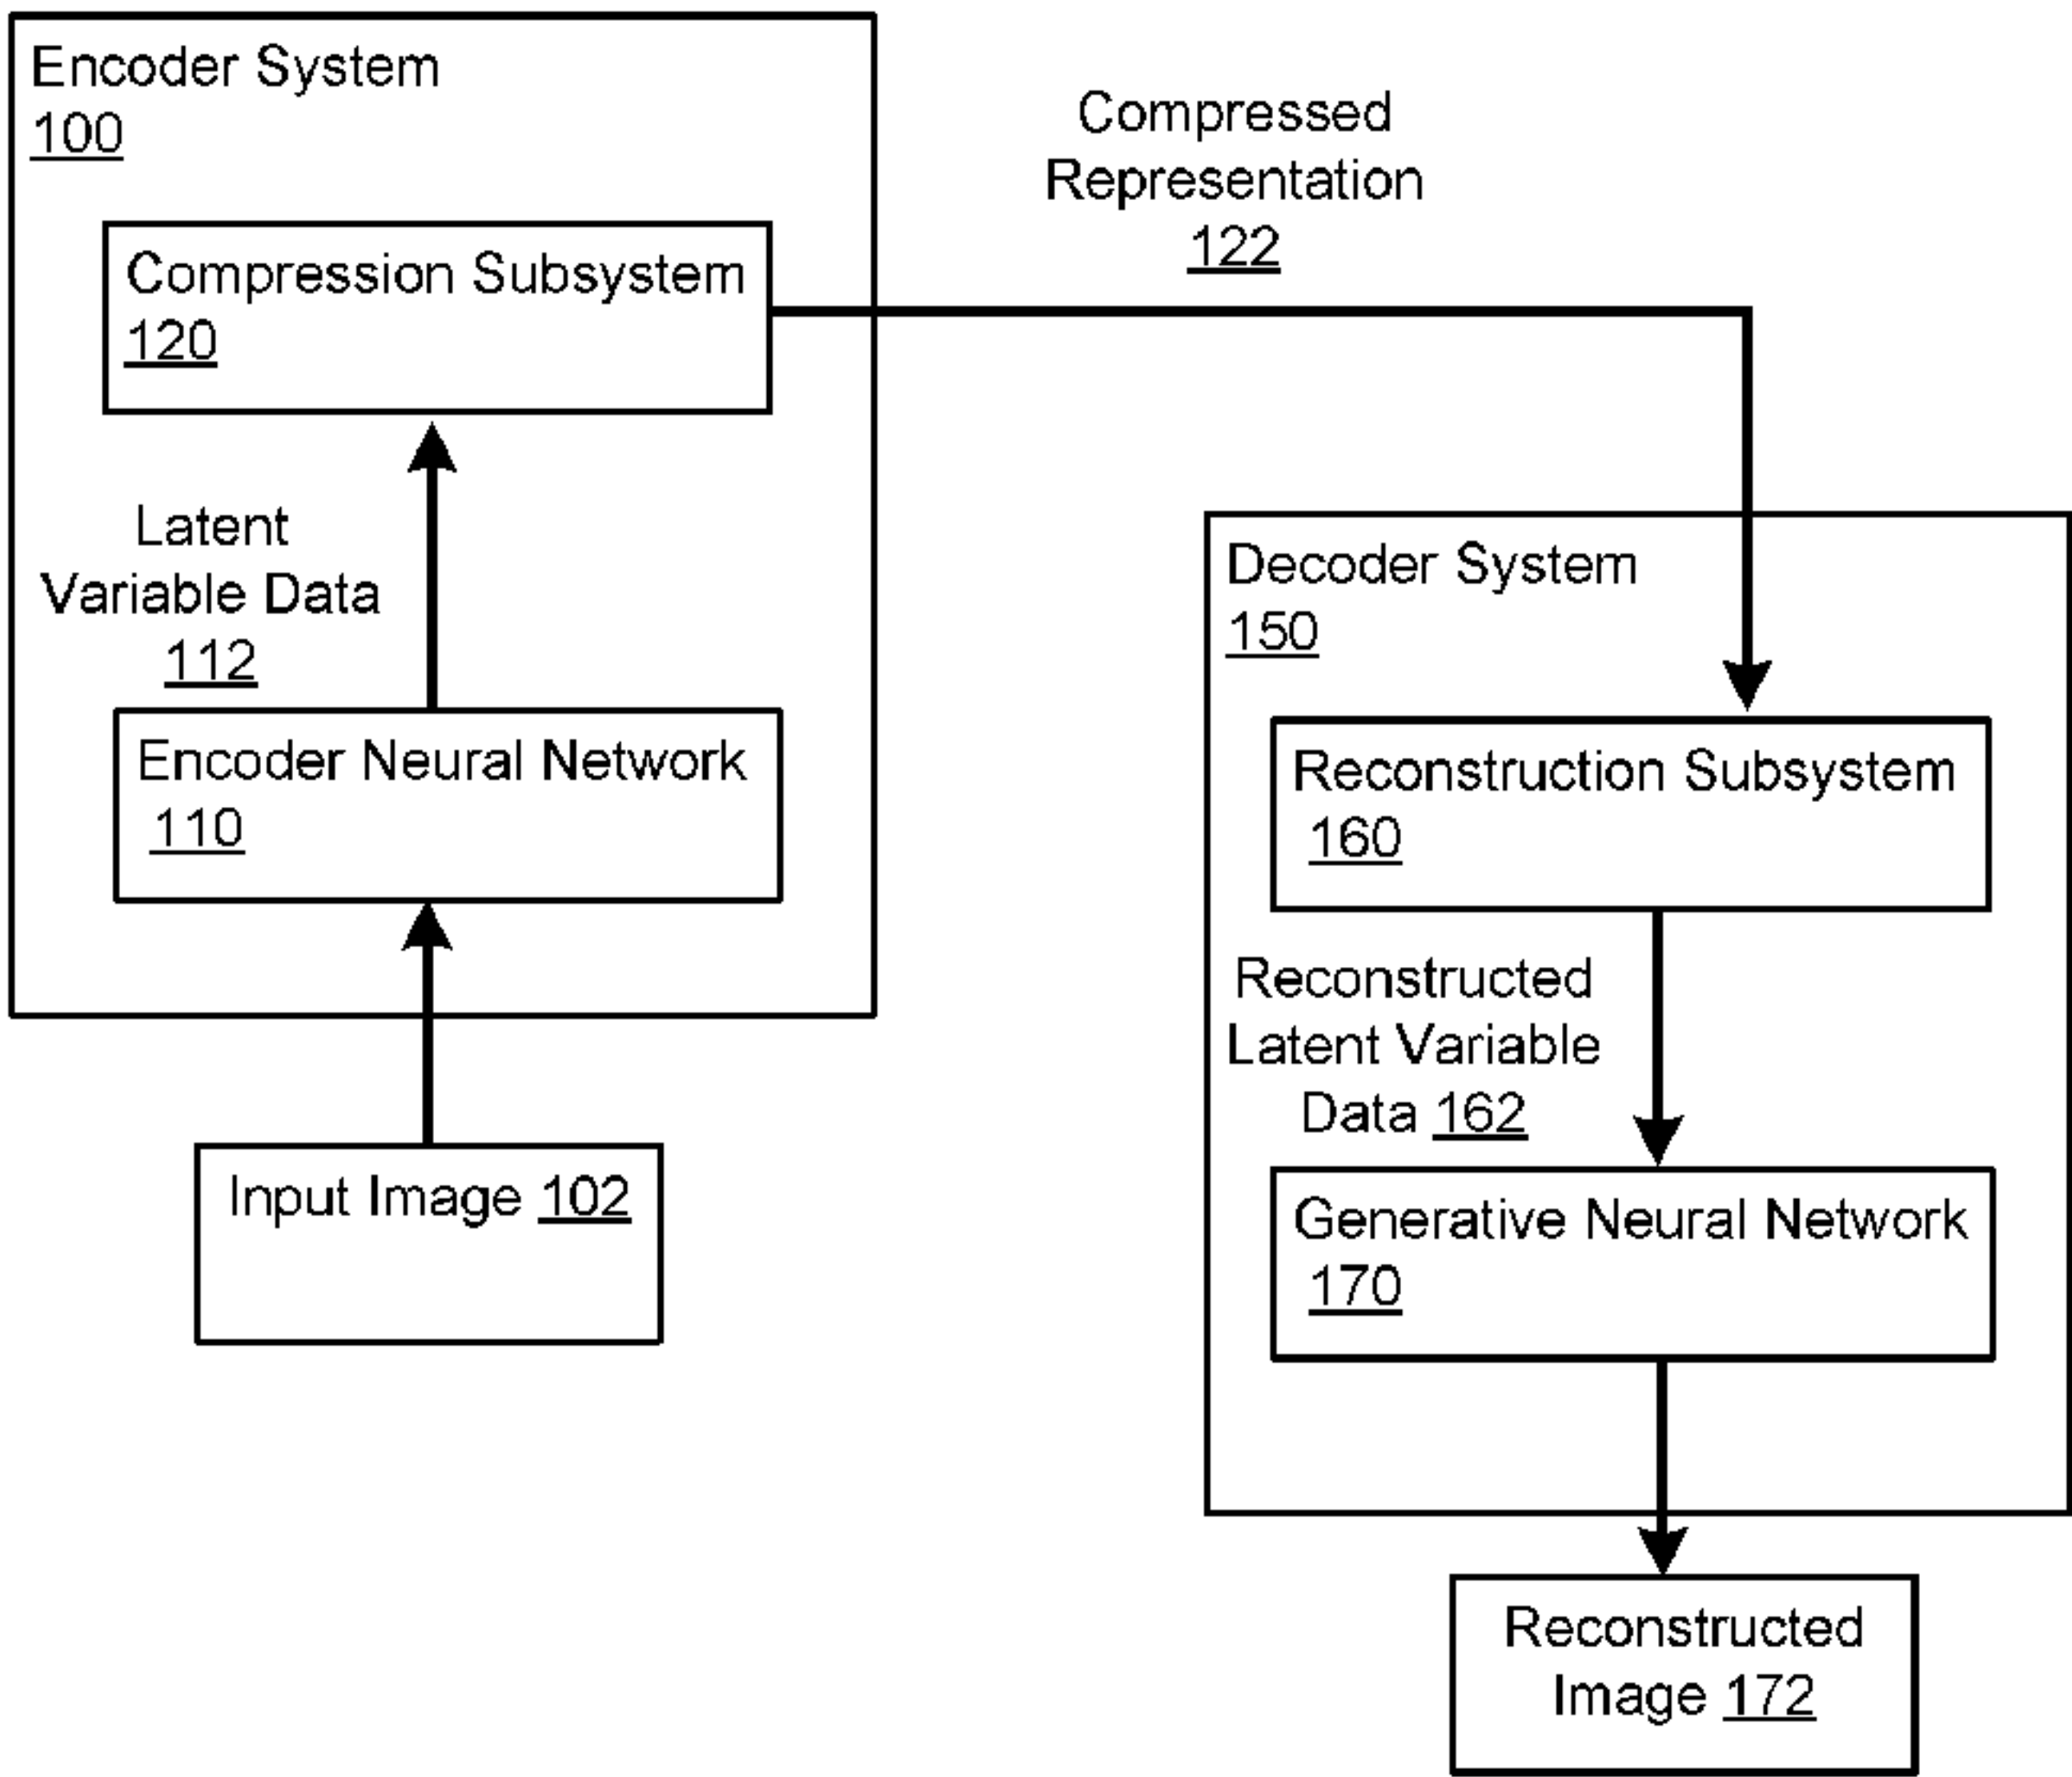 Encoder System
100
Compression Subsystem
120
Latent
Variable Data
112
Encoder Neural Network
110
Input Image 102
Compressed
Representation
122
Decoder System
150
Reconstruction Subsystem
160
Reconstructed
Latent Variable
Data 162
Generative Neural Network
170
Reconstructed
Image 172